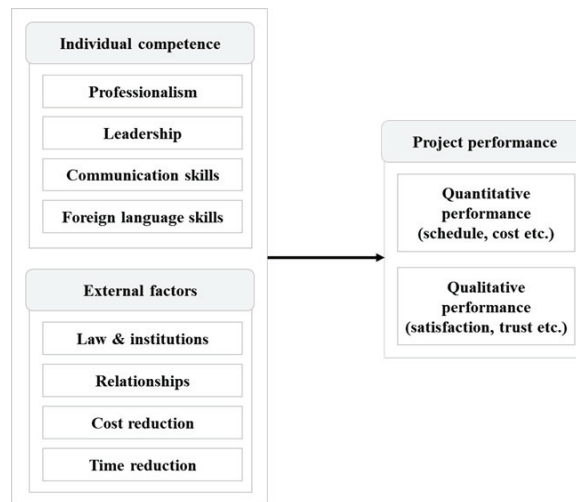 Individual competence
Professionalism
Leadership
Communication skills
Foreign language skills
External factors
Law & institutions
Relationships
Cost reduction
Time reduction
Project performance
Quantitative
performance
(schedule, cost etc.)
Qualitative
performance
(satisfaction, trust etc.)